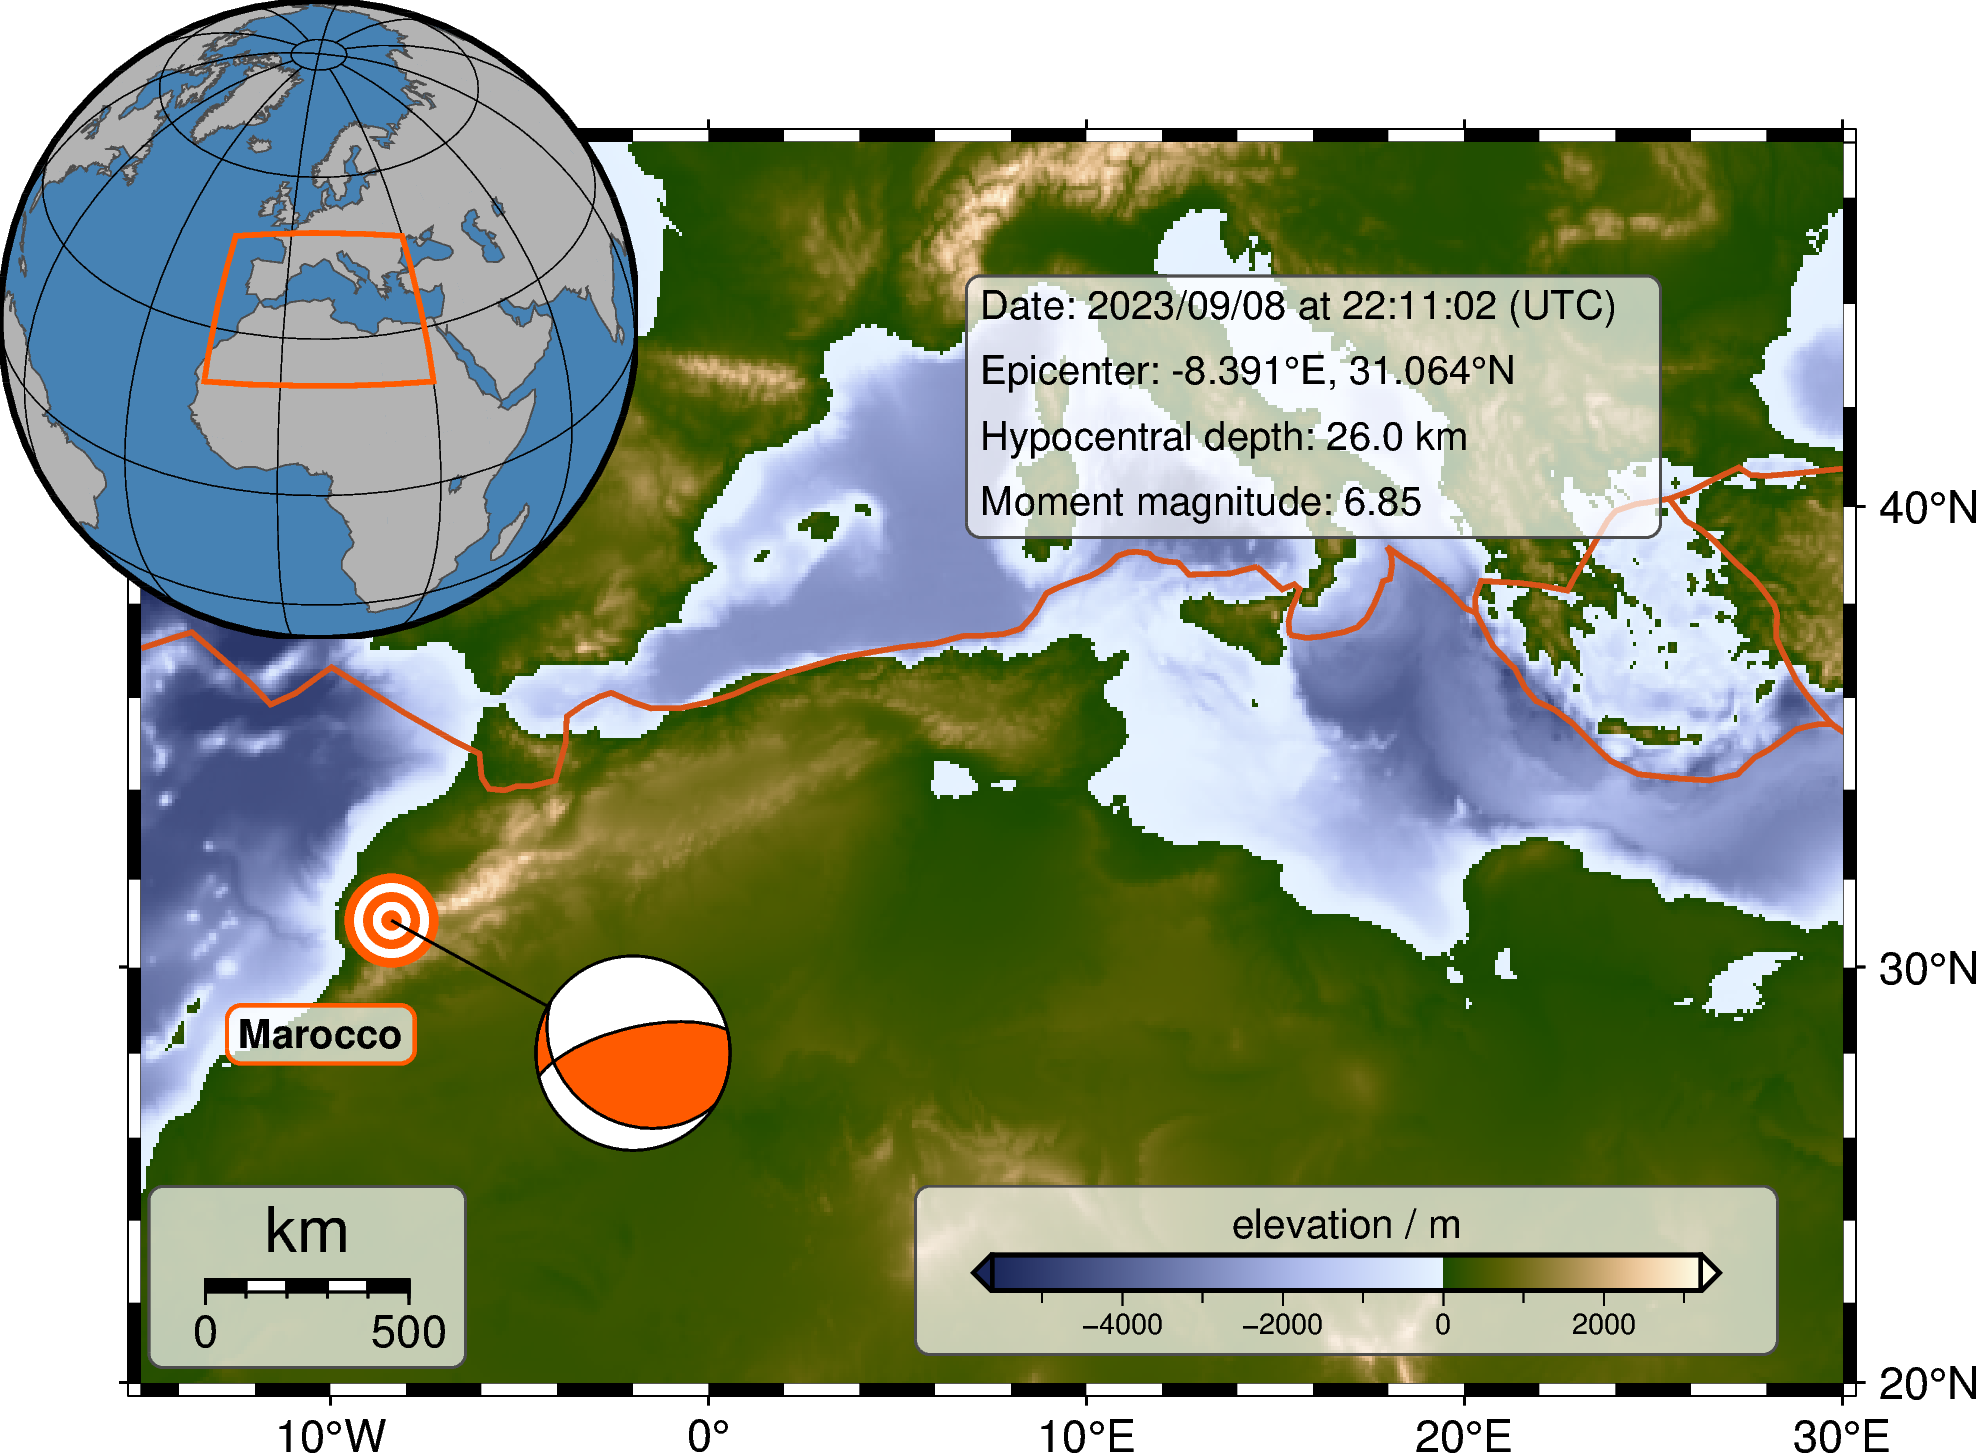 Date: 2023/09/08 at 22:11:02 (UTC)
Epicenter: -8.391°E, 31.064°N
Hypocentral depth: 26.0 km
Moment magnitude: 6.85
40°N
30°N
Marocco
km
0 500
elevation / m
−4000 −2000 0 2000
20°N
10°W 0° 10°E 20°E 30°E